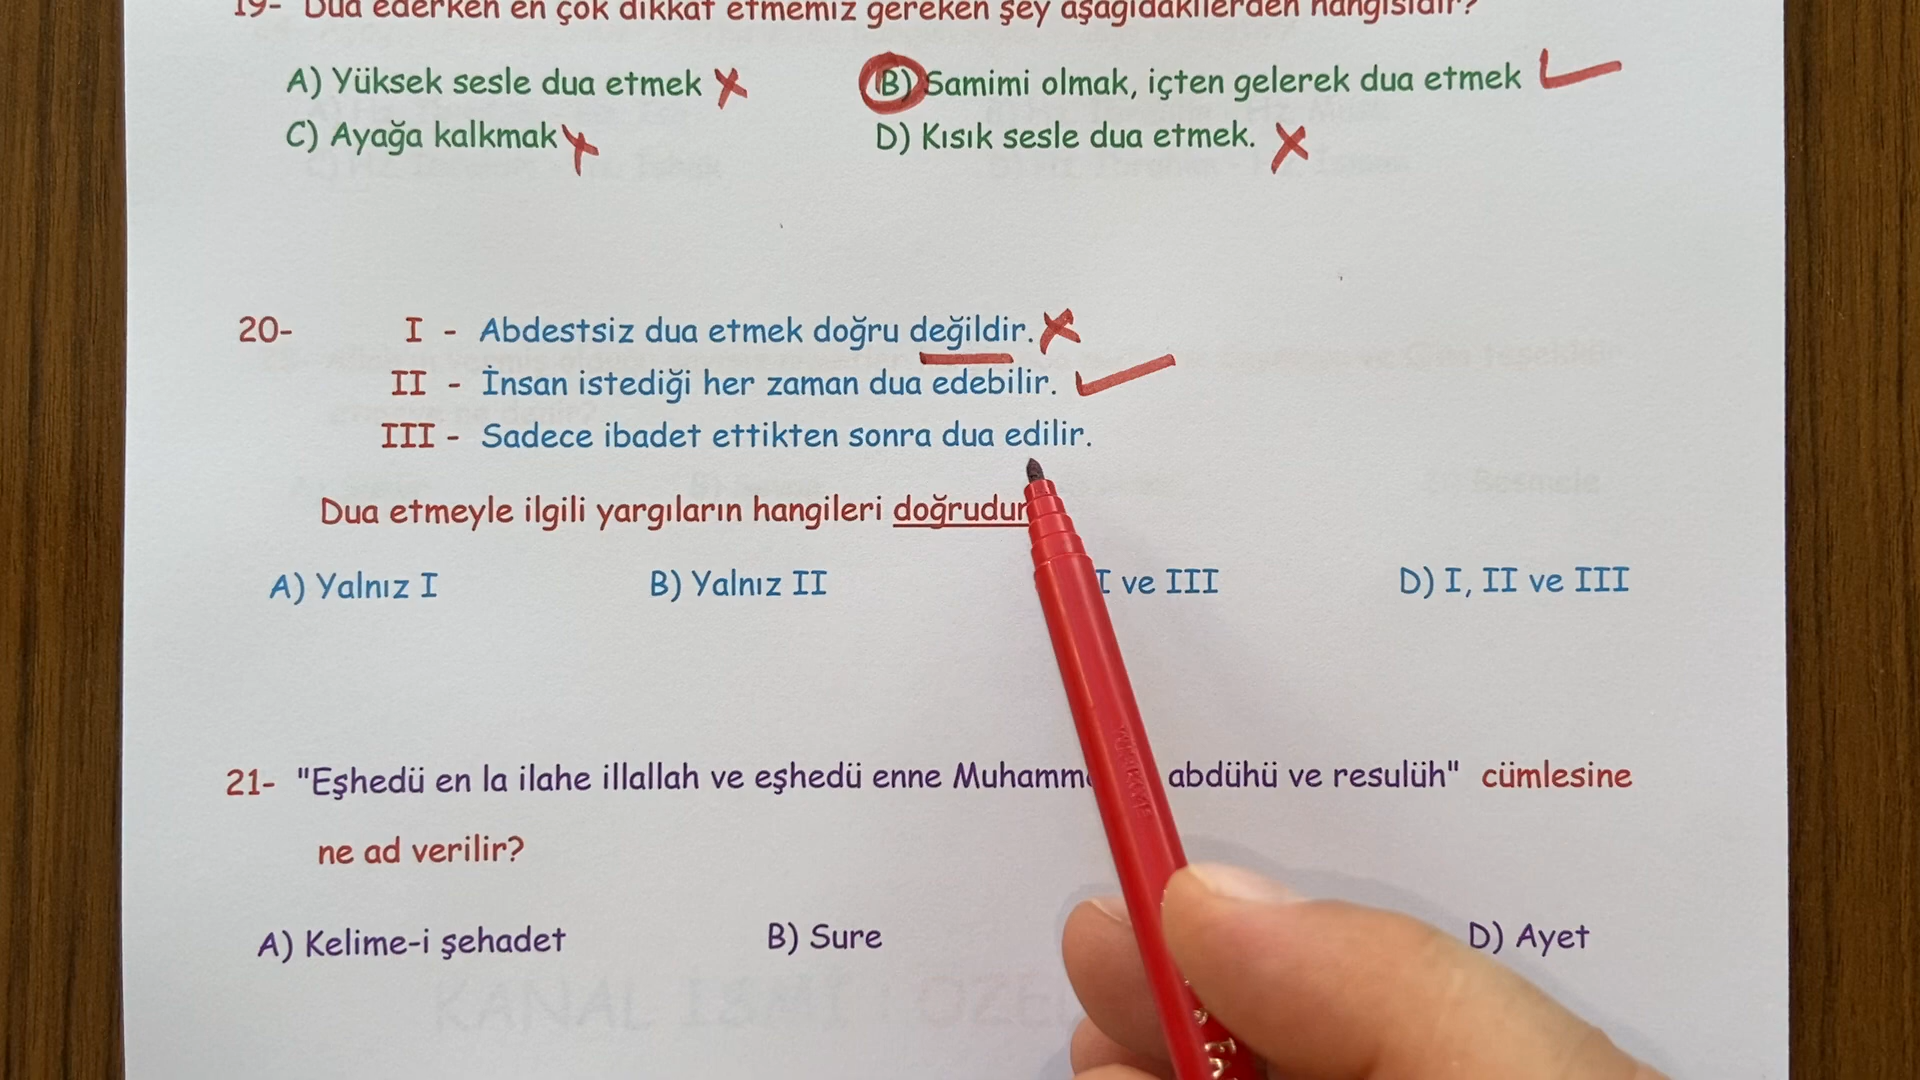 19- Dua ederken en çok dikkat etmemiz gereken şey aşağıdakilerden hangisidir?
A) Yüksek sesle dua etmek B) Samimi olmak, içten gelerek dua etmek
C) Ayağa kalkmak D) Kısık sesle dua etmek.
20- I - Abdestsiz dua etmek doğru değildir.
II - İnsan istediği her zaman dua edebilir.
III - Sadece ibadet ettikten sonra dua edilir.
Dua etmeyle ilgili yargıların hangileri doğrudur
A) Yalnız I B) Yalnız II I ve III D) I, II ve III
21- "Eşhedü en la ilahe illallah ve eşhedü enne Muhamm abdühü ve resulüh" cümlesine
ne ad verilir?
A) Kelime-i şehadet B) Sure D) Ayet